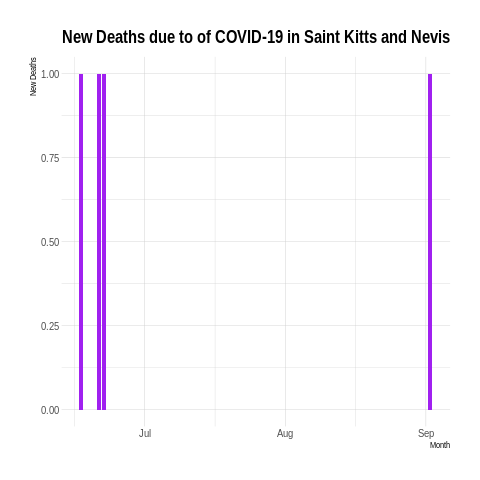 New Deaths due to of COVID-19 in Saint Kitts and Nevis
New Deaths
1.00
0.75
0.50
0.25
0.00
Jul
Aug
Sep
Month